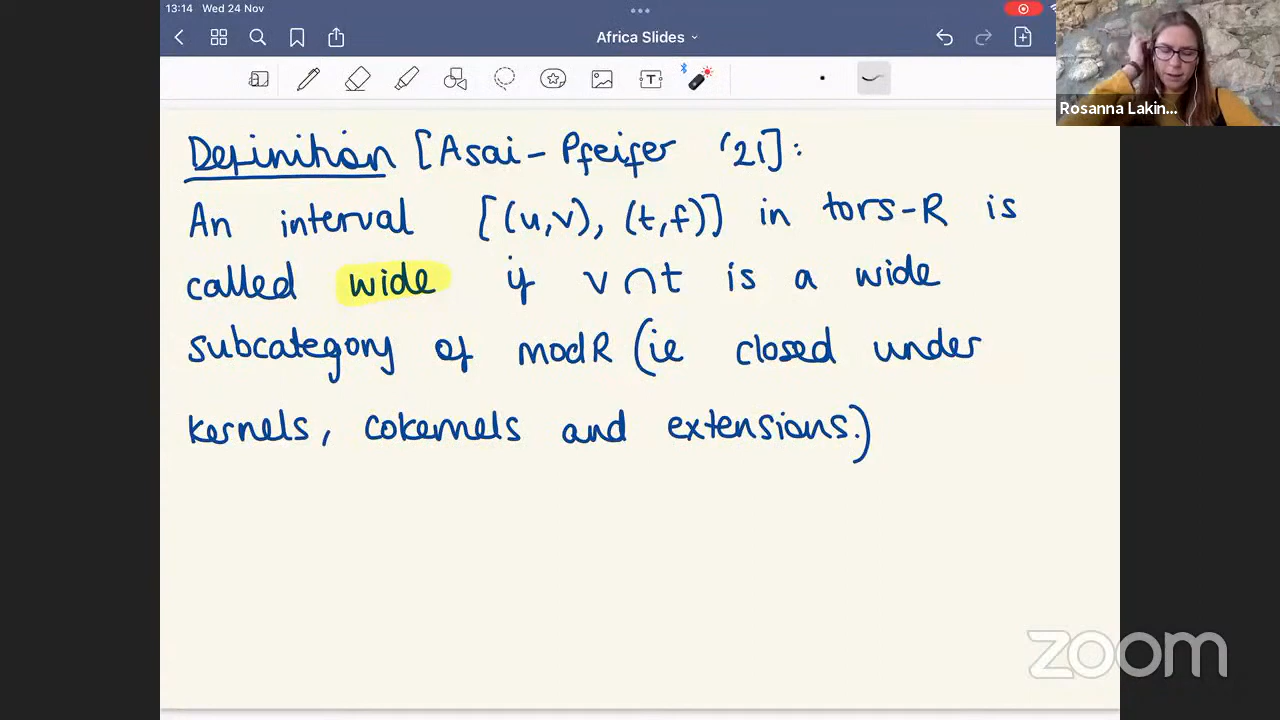 13:14 Wed 24 Nov
Africa Slides
Rosanna Lakin...
Definition [Asai-Pfeifer '21]:
An interval [(u,v), (t,f)] in tors-R is
called wide if v∩t is a wide
subcategory of modR (ie closed under
kernels, cokernels and extensions.)
zoom